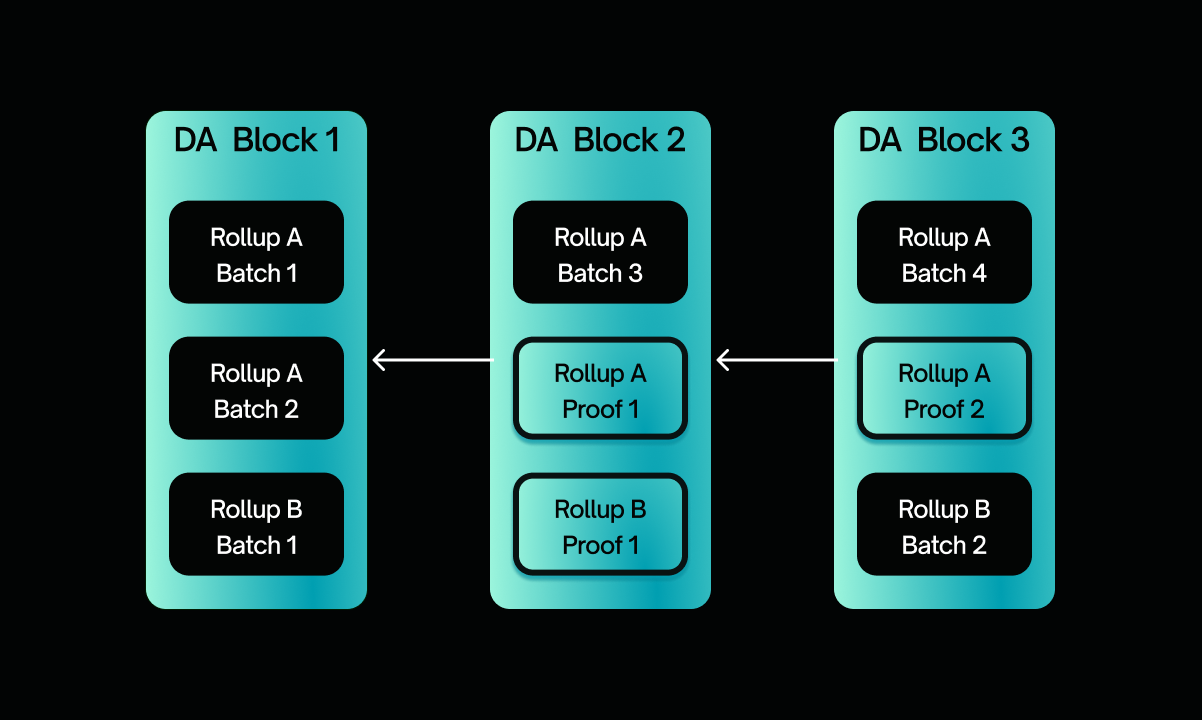 DA Block 1
Rollup A
Batch 1
Rollup A
Batch 2
Rollup B
Batch 1
DA Block 2
Rollup A
Batch 3
Rollup A
Proof 1
Rollup B
Proof 1
DA Block 3
Rollup A
Batch 4
Rollup A
Proof 2
Rollup B
Batch 2